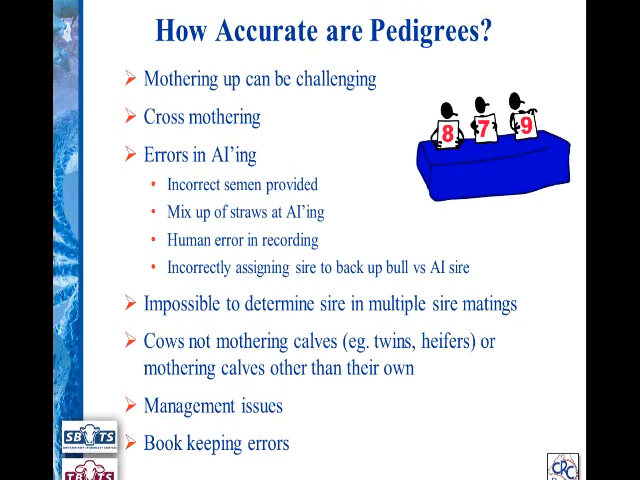 How Accurate are Pedigrees?
Mothering up can be challenging
Cross mothering
Errors in AI'ing
Incorrect semen provided
Mix up of straws at AI'ing
Human error in recording
Incorrectly assigning sire to back up bull vs AI sire
Impossible to determine sire in multiple sire matings
Cows not mothering calves (eg. twins, heifers) or
mothering calves other than their own
Management issues
Book keeping errors
8 7 9
SBTS
TBTS
CRC